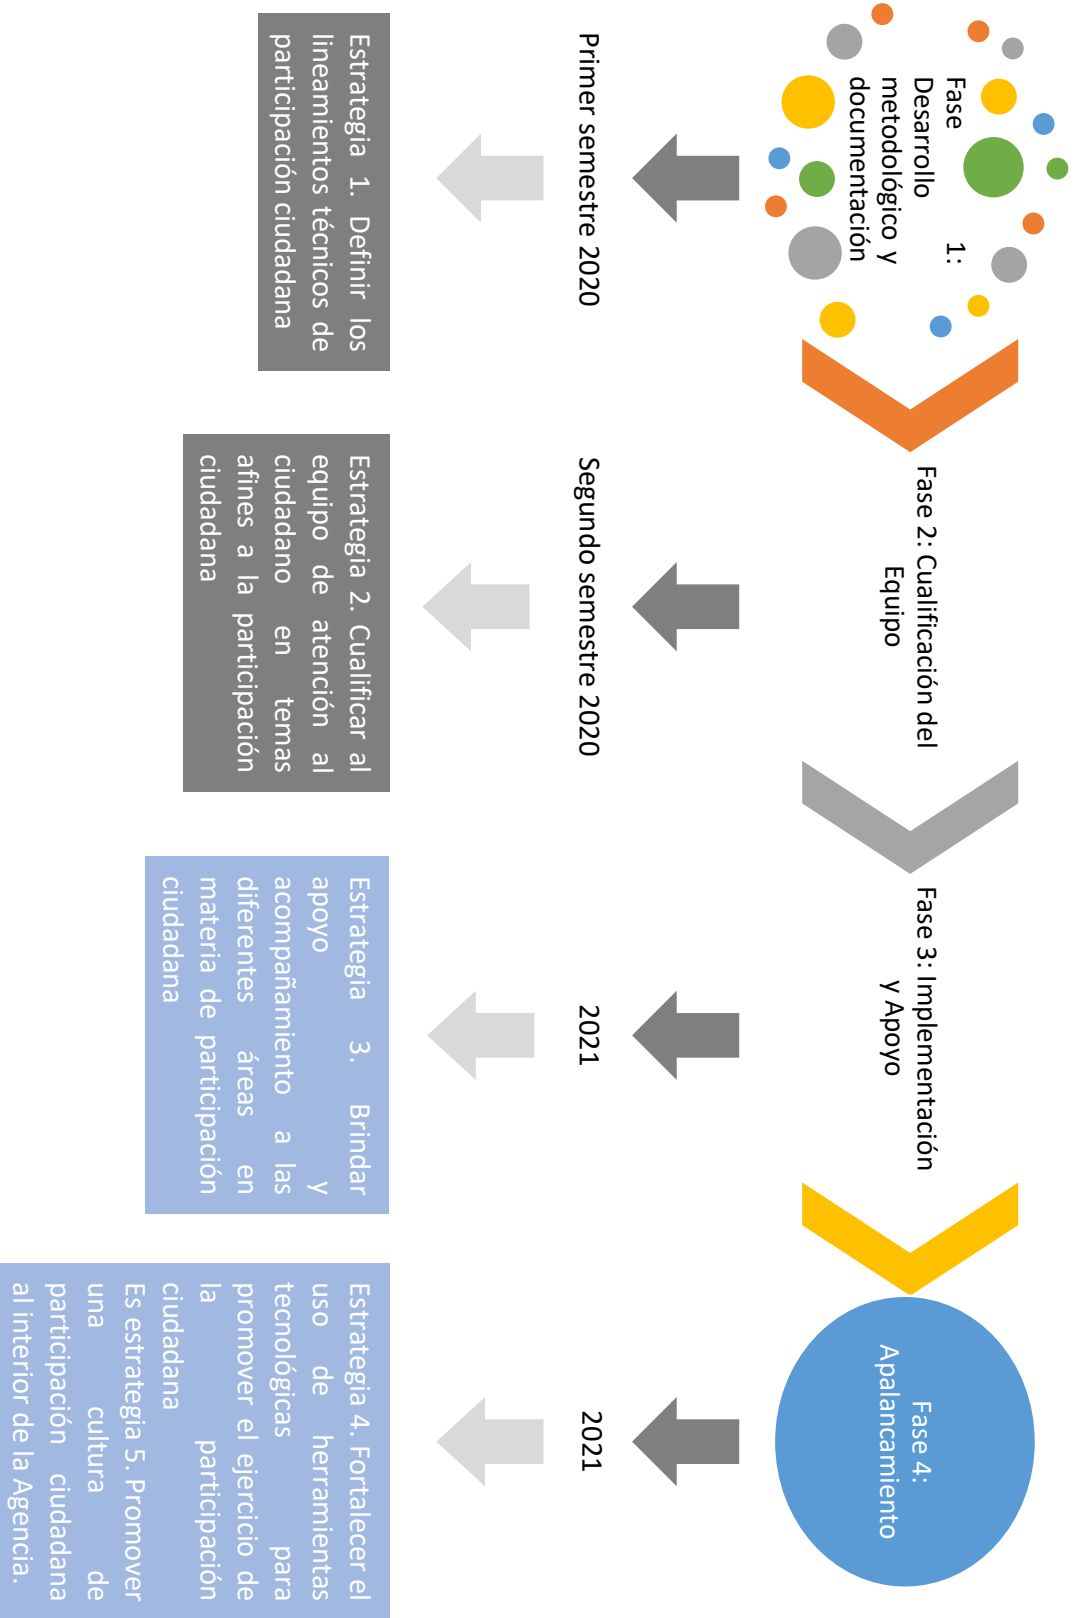 Fase 1:
Desarrollo
metodológico y
documentación
Fase 2: Cualificación del
Equipo
Fase 3: Implementación
y Apoyo
Fase 4:
Apalancamiento
Primer semestre 2020
Segundo semestre 2020
2021
2021
Estrategia 1. Definir los
lineamientos técnicos de
participación ciudadana
Estrategia 2. Cualificar al
equipo de atención al
ciudadano en temas
afines a la participación
ciudadana
Estrategia 3. Brindar
apoyo y
acompañamiento a las
diferentes áreas en
materia de participación
ciudadana
Estrategia 4. Fortalecer el
uso de herramientas
tecnológicas para
promover el ejercicio de
la participación
ciudadana
Es estrategia 5. Promover
una cultura de
participación ciudadana
al interior de la Agencia.